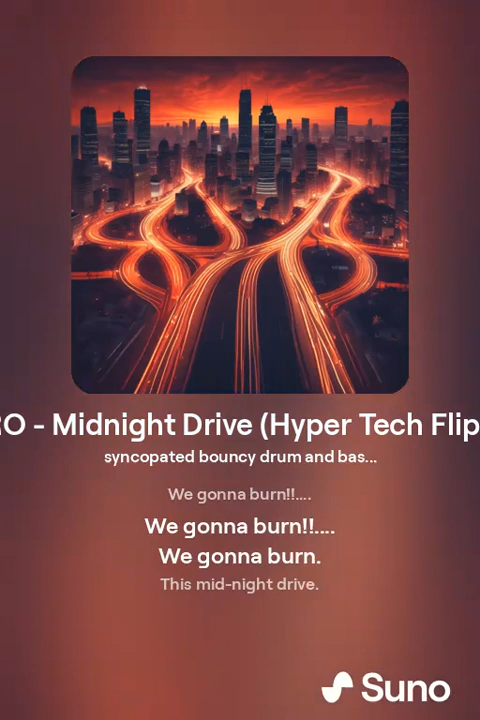 O - Midnight Drive (Hyper Tech Flip
syncopated bouncy drum and bas...
We gonna burn!!....
We gonna burn!!....
We gonna burn.
This mid-night drive.
Suno